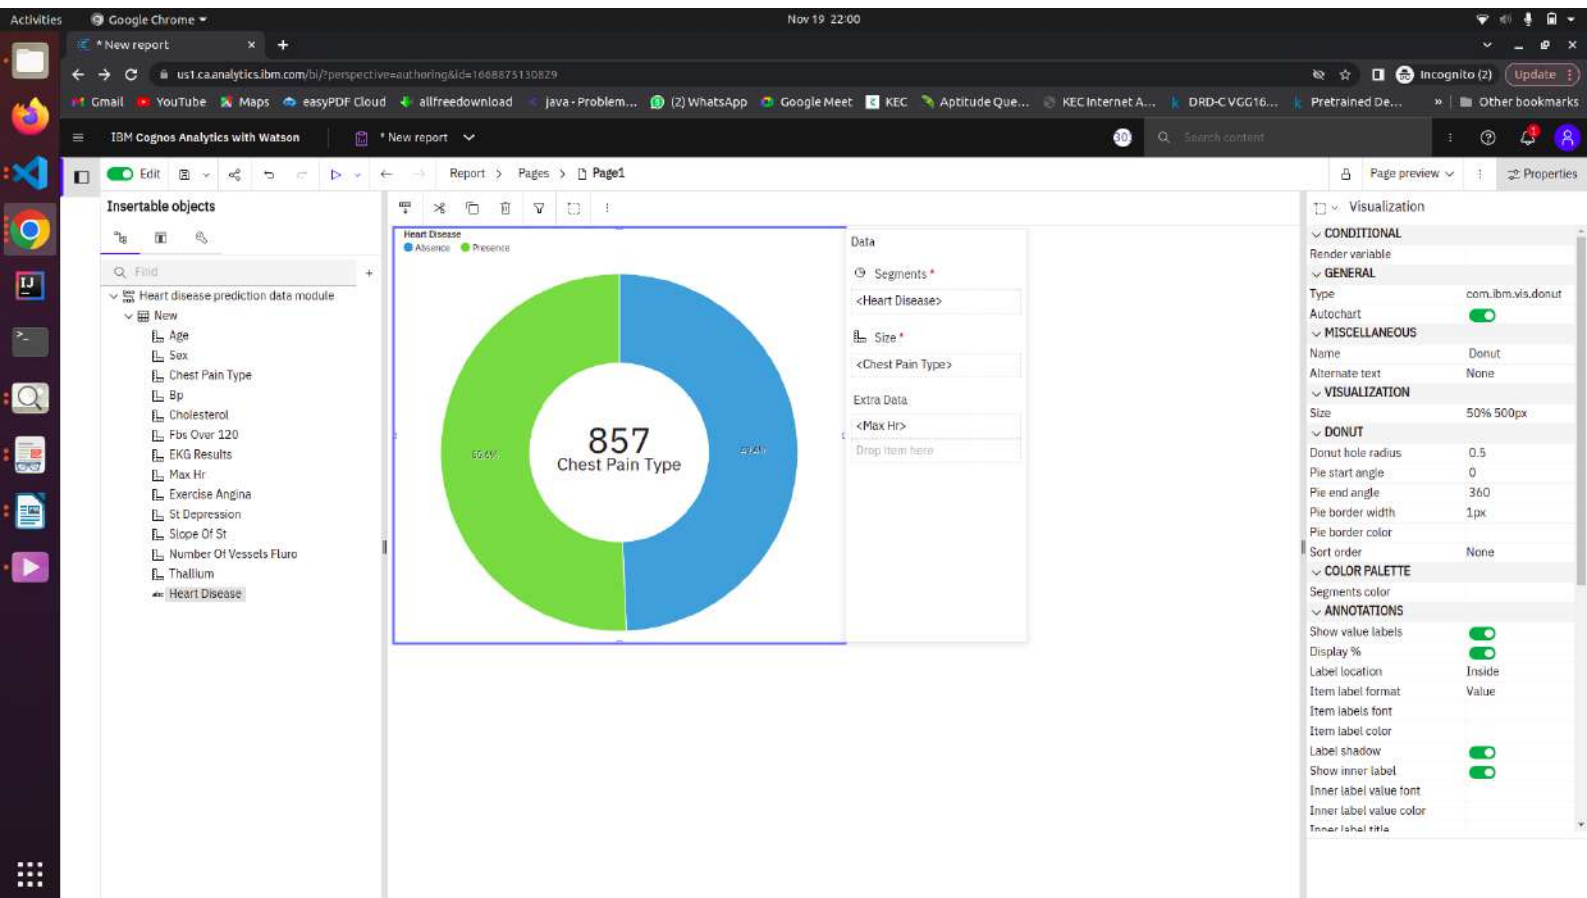 Activities
Google Chrome
Nov 19 22:00
* New report
us1.ca.analytics.ibm.com/bi/?perspective=authoring&id=1668875130829
Incognito (2)
Update
Gmail
YouTube
Maps
easyPDF Cloud
allfreedownload
java - Problem...
(2) WhatsApp
Google Meet
KEC
Aptitude Que...
KEC Internet A...
DRD-CVGG16...
Pretrained De...
»
Other bookmarks
IBM Cognos Analytics with Watson
* New report
30
Search content
1
Edit
Report > Pages > Page1
Page preview
Properties
Insertable objects
Find
Heart disease prediction data module
New
Age
Sex
Chest Pain Type
Bp
Cholesterol
Fbs Over 120
EKG Results
Max Hr
Exercise Angina
St Depression
Slope Of St
Number Of Vessels Fluro
Thallium
abc Heart Disease
Heart Disease
Absence Presence
857
Chest Pain Type
Data
Segments *
<Heart Disease>
Size *
<Chest Pain Type>
Extra Data
<Max Hr>
Drop item here
Visualization
CONDITIONAL
Render variable
GENERAL
Type com.ibm.vis.donut
Autochart
MISCELLANEOUS
Name Donut
Alternate text None
VISUALIZATION
Size 50% 500px
DONUT
Donut hole radius 0.5
Pie start angle 0
Pie end angle 360
Pie border width 1px
Pie border color
Sort order None
COLOR PALETTE
Segments color
ANNOTATIONS
Show value labels
Display %
Label location Inside
Item label format Value
Item labels font
Item label color
Label shadow
Show inner label
Inner label value font
Inner label value color
Inner label title